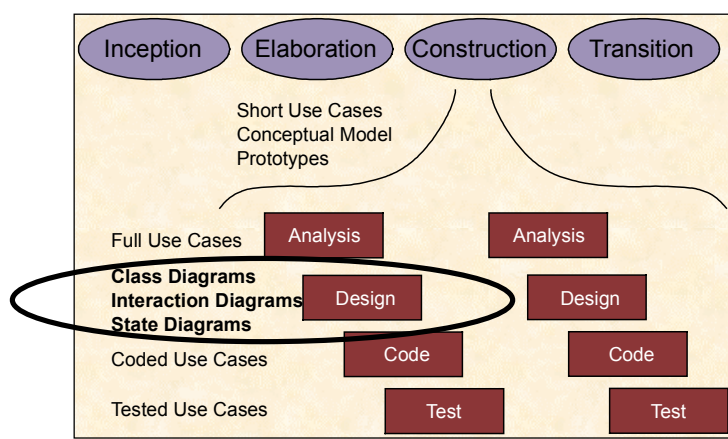 Inception Elaboration Construction Transition
Short Use Cases
Conceptual Model
Prototypes
Full Use Cases Analysis Analysis
Class Diagrams
Interaction Diagrams Design Design
State Diagrams
Coded Use Cases Code Code
Tested Use Cases Test Test